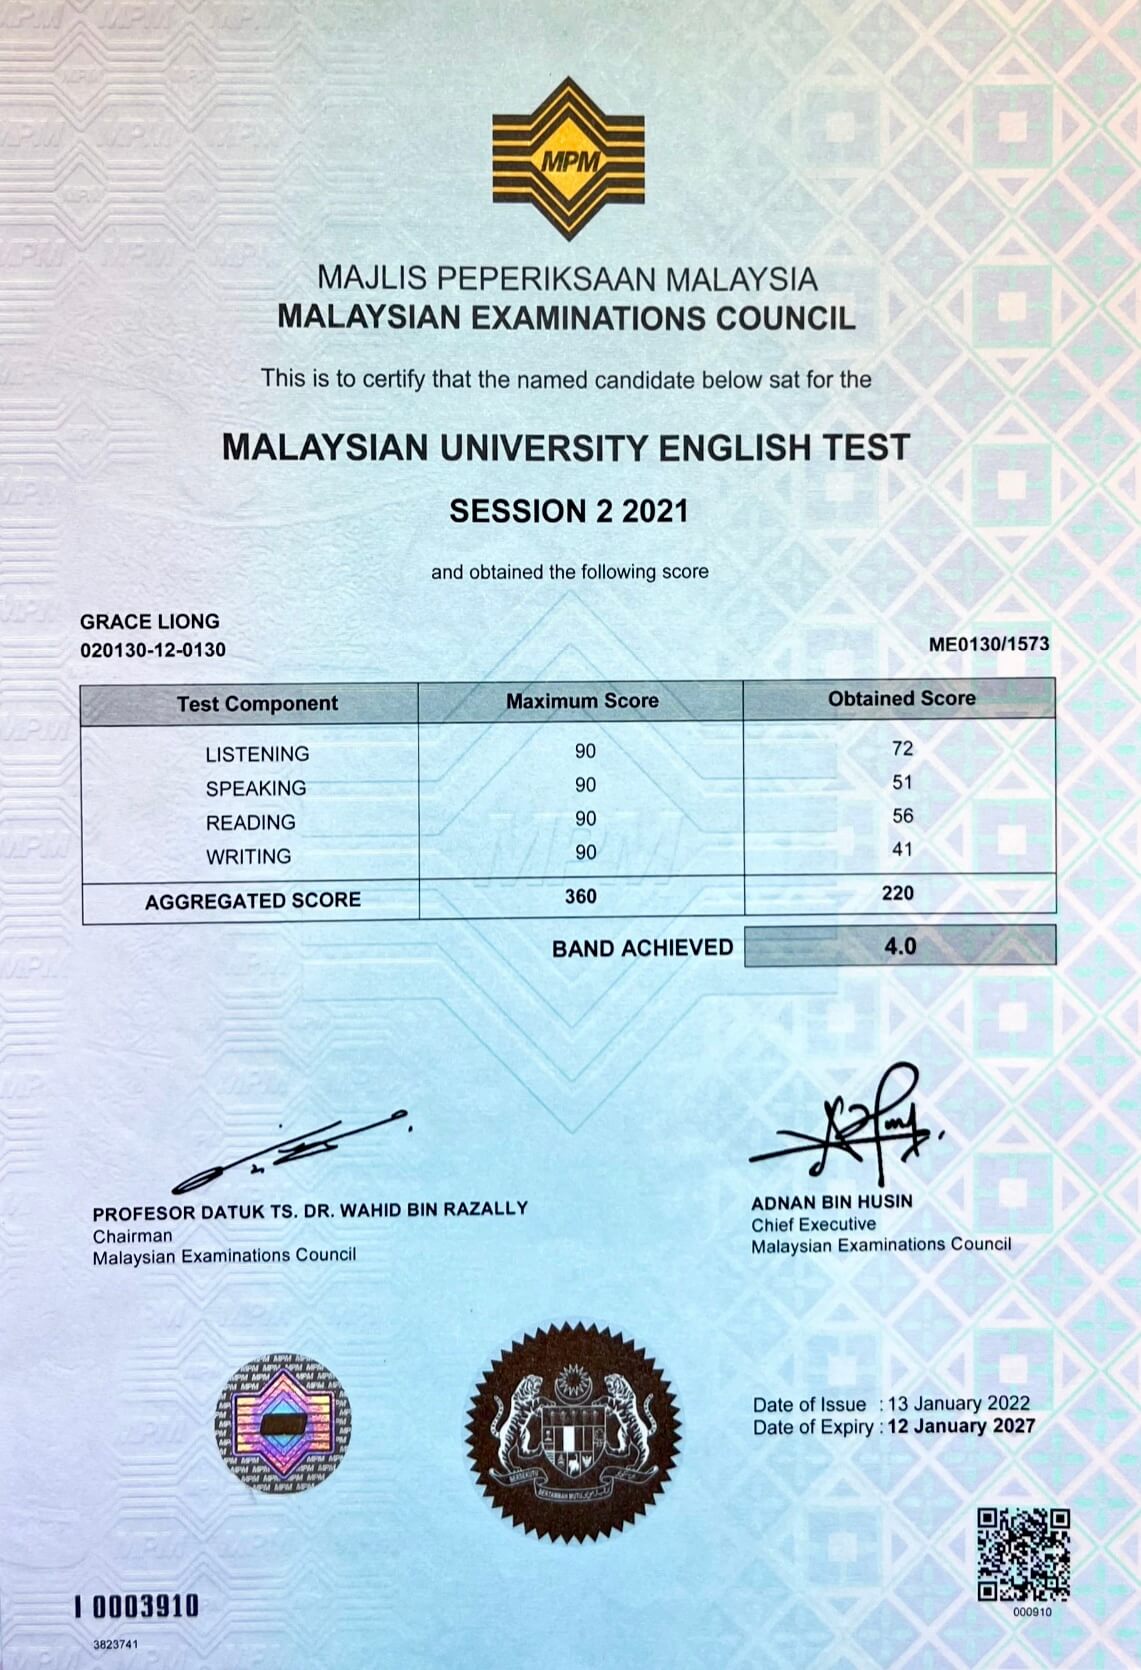 MPM
MAJLIS PEPERIKSAAN MALAYSIA
MALAYSIAN EXAMINATIONS COUNCIL
This is to certify that the named candidate below sat for the
MALAYSIAN UNIVERSITY ENGLISH TEST
SESSION 2 2021
and obtained the following score
GRACE LIONG
020130-12-0130
ME0130/1573
Test Component Maximum Score Obtained Score
LISTENING 90 72
SPEAKING 90 51
READING 90 56
WRITING 90 41
AGGREGATED SCORE 360 220
BAND ACHIEVED 4.0
PROFESOR DATUK TS. DR. WAHID BIN RAZALLY
Chairman
Malaysian Examinations Council
ADNAN BIN HUSIN
Chief Executive
Malaysian Examinations Council
Date of Issue : 13 January 2022
Date of Expiry : 12 January 2027
000910
I 0003910
3823741